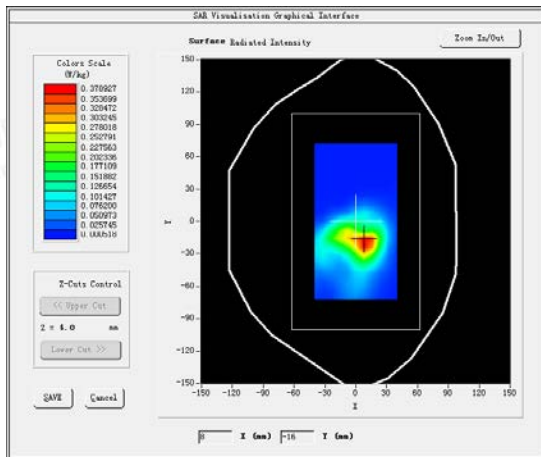 SAR Visualisation Graphical Interface
Surface Radiated Intensity
Zoom In/Out
Colors Scale
(W/kg)
0.378927
0.353699
0.328472
0.303245
0.278018
0.252791
0.227563
0.202336
0.177109
0.151882
0.126654
0.101427
0.076200
0.050973
0.025745
0.000518
150
120
90
60
30
0
-30
-60
-90
-120
-150
Y
-150 -120 -90 -60 -30 0 30 60 90 120 150
X
Z-Cuts Control
<< Upper Cut
Z = 4.0 mm
Lower Cut >>
SAVE Cancel
8 X (mm) -16 Y (mm)